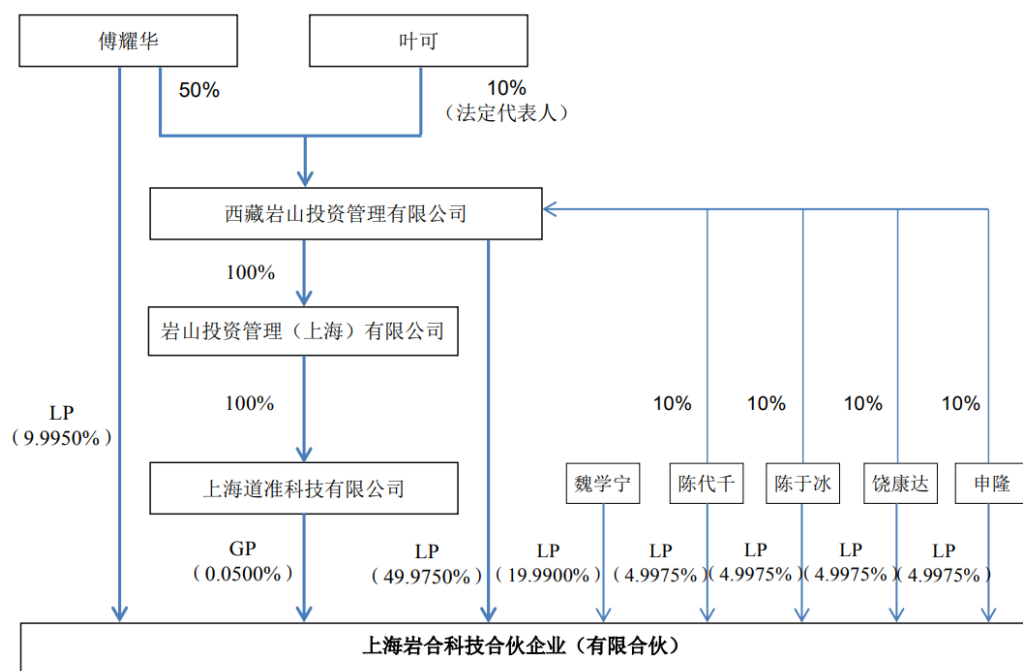 傅耀华
叶可
50%
10%
（法定代表人）
西藏岩山投资管理有限公司
100%
岩山投资管理（上海）有限公司
LP
（9.9950%）
100%
10%
10%
10%
10%
上海道准科技有限公司
魏学宁
陈代千
陈于冰
饶康达
申隆
GP
（0.0500%）
LP
（49.9750%）
LP
（19.9900%）
LP
（4.9975%）
LP
（4.9975%）
LP
（4.9975%）
LP
（4.9975%）
上海岩合科技合伙企业（有限合伙）